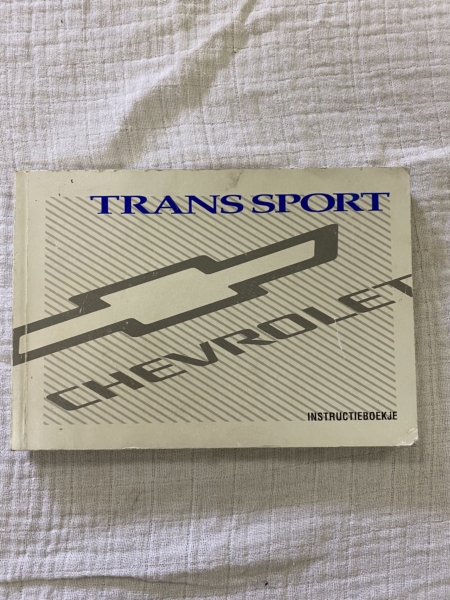 TRANS SPORT
CHEVROLET
INSTRUCTIEBOEKJE